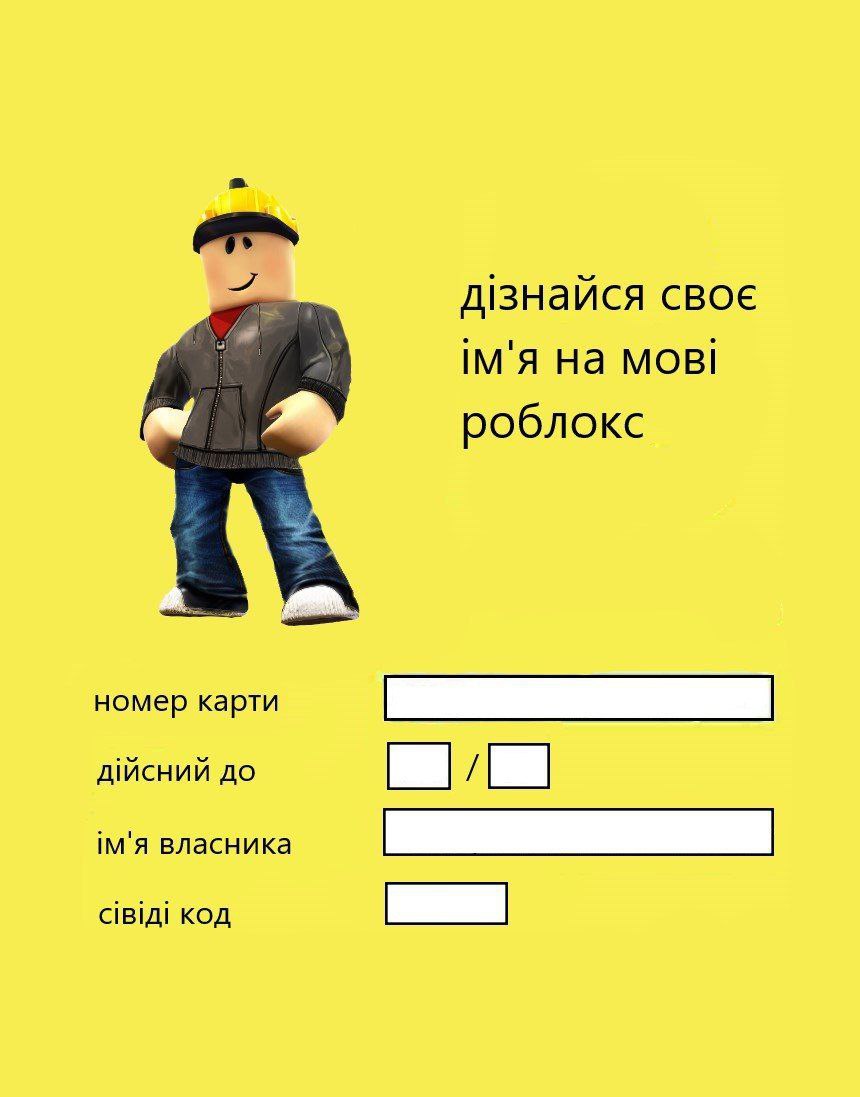 дізнайся своє
ім'я на мові
роблокс
номер карти
дійсний до /
ім'я власника
сівіді код